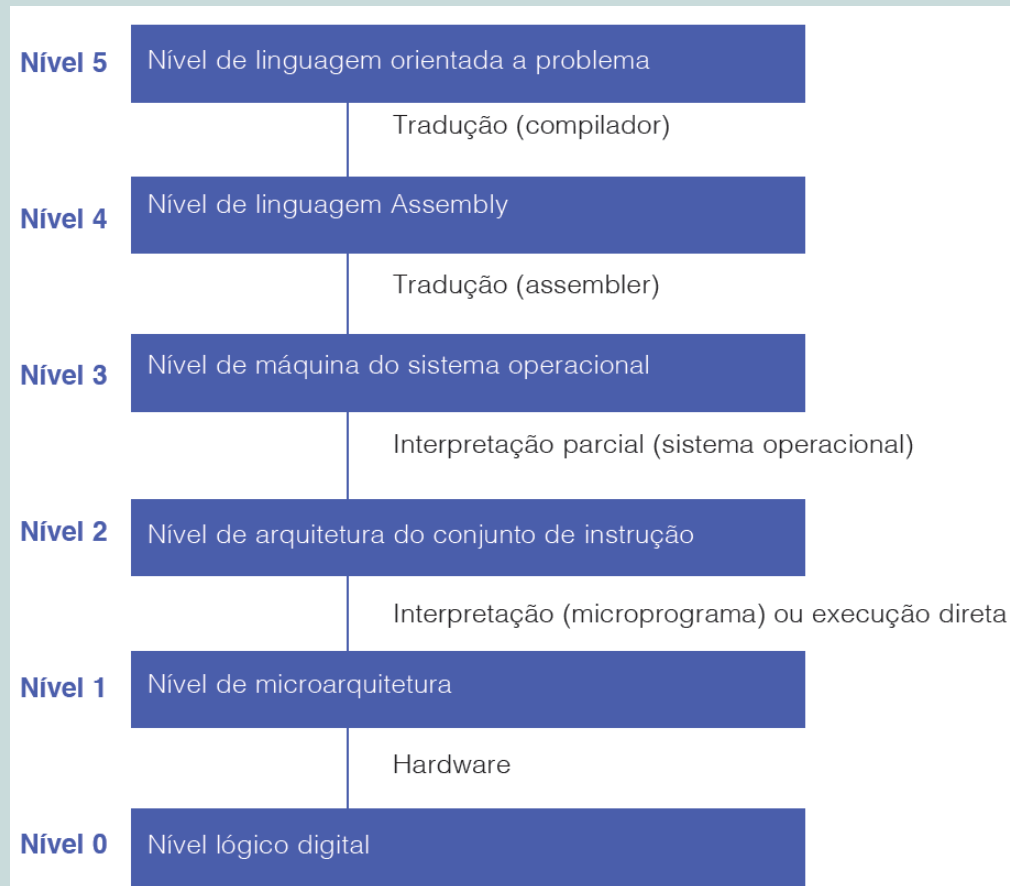 Nível 5 Nível de linguagem orientada a problema
Tradução (compilador)
Nível 4 Nível de linguagem Assembly
Tradução (assembler)
Nível 3 Nível de máquina do sistema operacional
Interpretação parcial (sistema operacional)
Nível 2 Nível de arquitetura do conjunto de instrução
Interpretação (microprograma) ou execução direta
Nível 1 Nível de microarquitetura
Hardware
Nível 0 Nível lógico digital